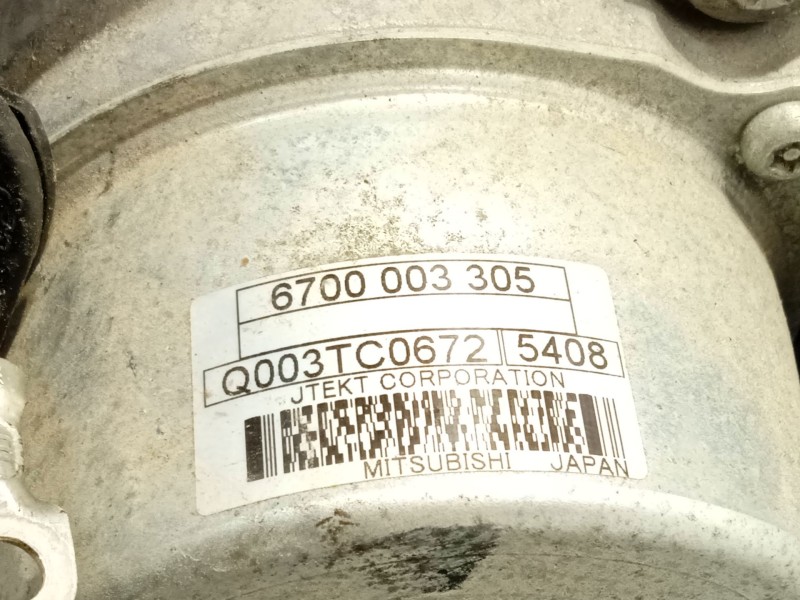 6700 003 305
Q003TC0672 5408
JTEKT CORPORATION
MITSUBISHI JAPAN